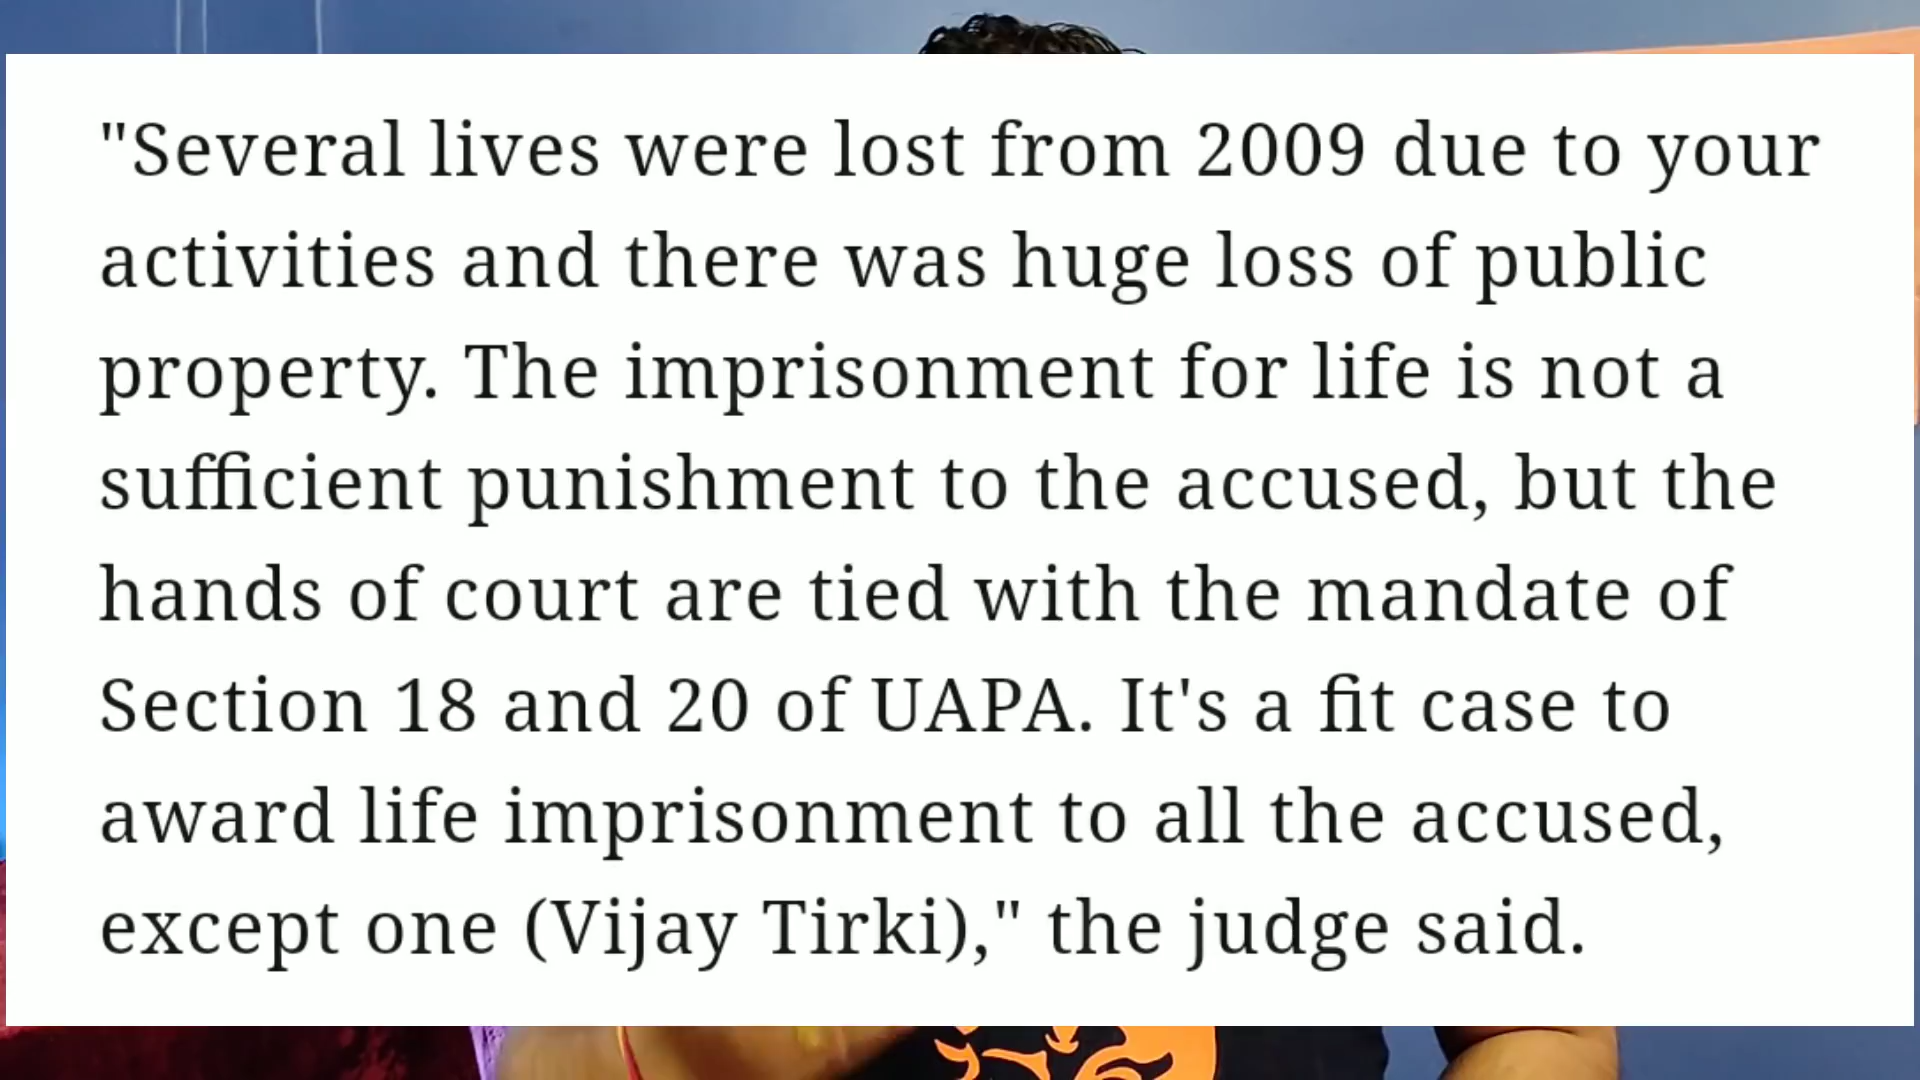 "Several lives were lost from 2009 due to your
activities and there was huge loss of public
property. The imprisonment for life is not a
sufficient punishment to the accused, but the
hands of court are tied with the mandate of
Section 18 and 20 of UAPA. It's a fit case to
award life imprisonment to all the accused,
except one (Vijay Tirki)," the judge said.